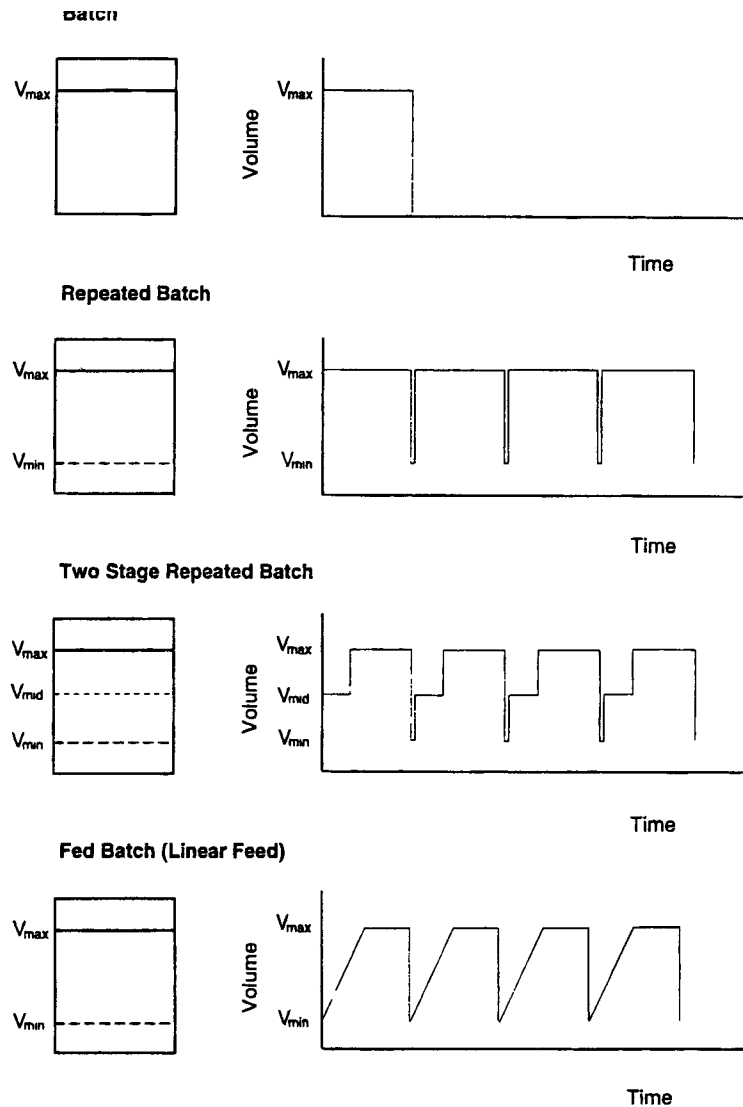 Batch
Vmax
Vmax
Volume
Time
Repeated Batch
Vmax
Vmin
Vmax
Vmin
Volume
Time
Two Stage Repeated Batch
Vmax
Vmid
Vmin
Vmax
Vmid
Vmin
Volume
Time
Fed Batch (Linear Feed)
Vmax
Vmin
Vmax
Vmin
Volume
Time